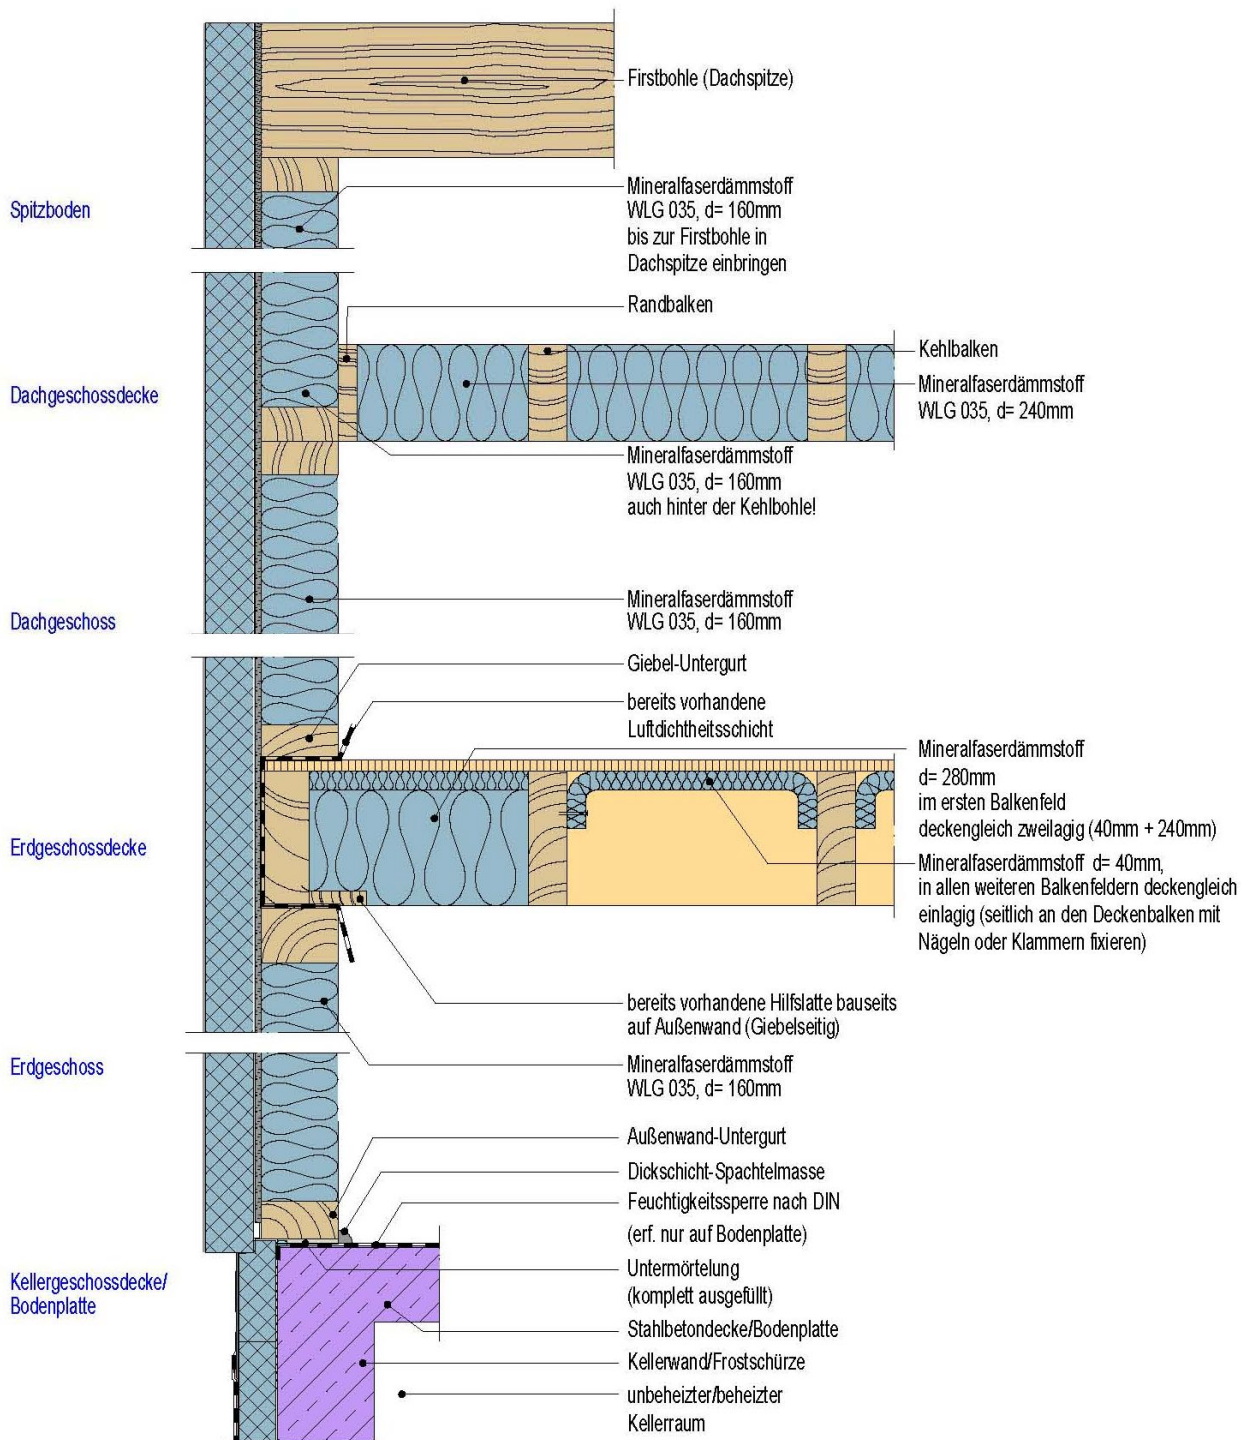 Firstbohle (Dachspitze)
Spitzboden
Mineralfaserdämmstoff
WLG 035, d= 160mm
bis zur Firstbohle in
Dachspitze einbringen
Randbalken
Kehlbalken
Dachgeschossdecke
Mineralfaserdämmstoff
WLG 035, d= 240mm
Mineralfaserdämmstoff
WLG 035, d= 160mm
auch hinter der Kehlbohle!
Dachgeschoss
Mineralfaserdämmstoff
WLG 035, d= 160mm
Giebel-Untergurt
bereits vorhandene
Luftdichtheitsschicht
Mineralfaserdämmstoff
d= 280mm
im ersten Balkenfeld
deckengleich zweilagig (40mm + 240mm)
Erdgeschossdecke
Mineralfaserdämmstoff d= 40mm,
in allen weiteren Balkenfeldern deckengleich
einlagig (seitlich an den Deckenbalken mit
Nägeln oder Klammern fixieren)
bereits vorhandene Hilfslatte bauseits
auf Außenwand (Giebelseitig)
Erdgeschoss
Mineralfaserdämmstoff
WLG 035, d= 160mm
Außenwand-Untergurt
Dickschicht-Spachtelmasse
Feuchtigkeitssperre nach DIN
(erf. nur auf Bodenplatte)
Kellergeschossdecke/
Bodenplatte
Untermörtelung
(komplett ausgefüllt)
Stahlbetondecke/Bodenplatte
Kellerwand/Frostschürze
unbeheizter/beheizter
Kellerraum